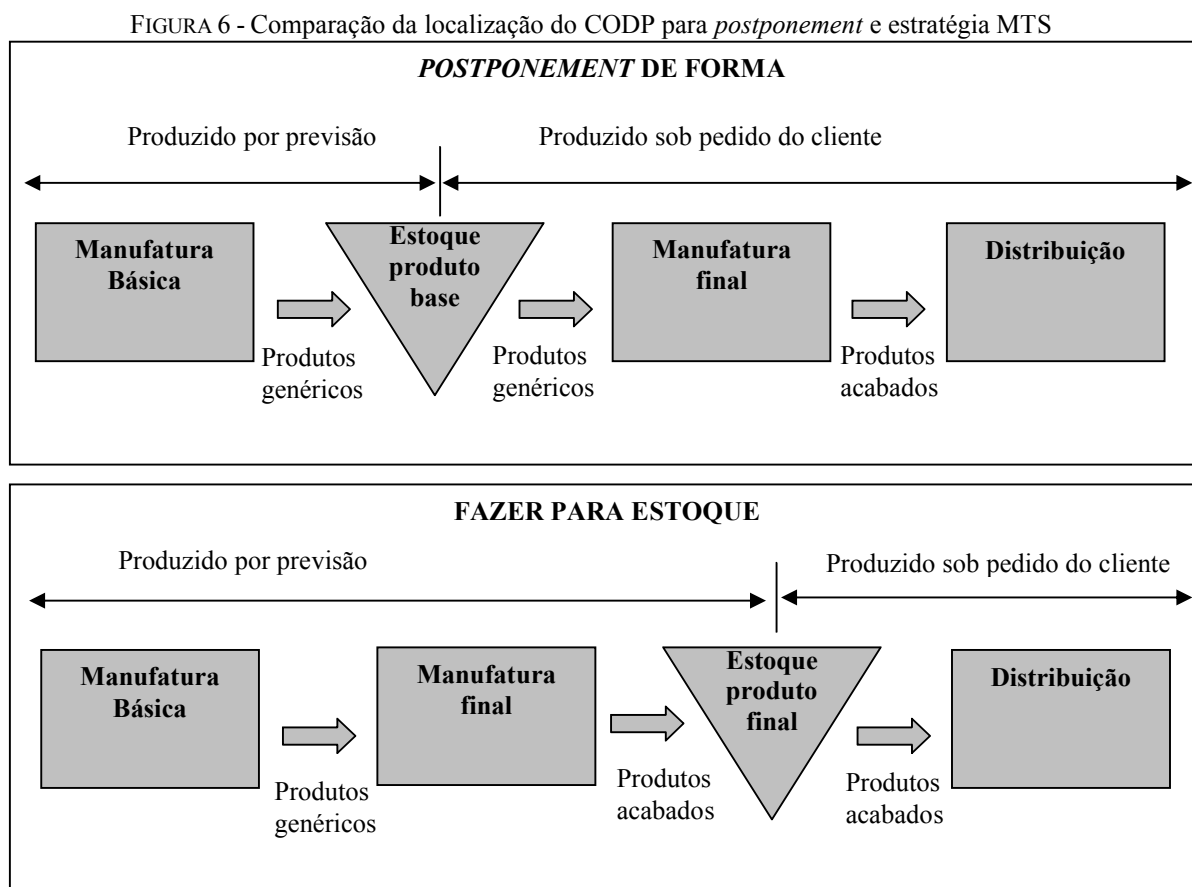 FIGURA 6 - Comparação da localização do CODP para postponement e estratégia MTS
POSTPONEMENT DE FORMA
Produzido por previsão
Produzido sob pedido do cliente
Manufatura
Básica
Produtos
genéricos
Estoque
produto
base
Produtos
genéricos
Manufatura
final
Produtos
acabados
Distribuição
FAZER PARA ESTOQUE
Produzido por previsão
Produzido sob pedido do cliente
Manufatura
Básica
Produtos
genéricos
Manufatura
final
Produtos
acabados
Estoque
produto
final
Produtos
acabados
Distribuição